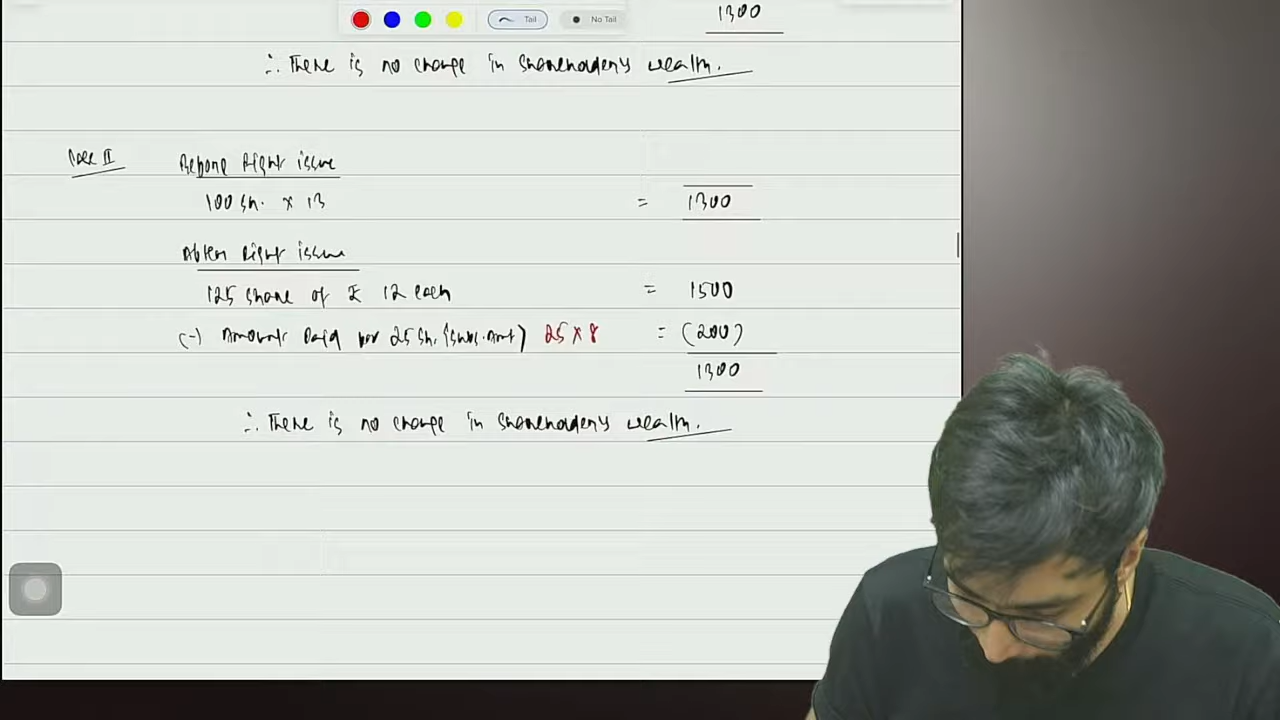 Tail No Tail
1300
∴ There is no change in shareholder's wealth.
Case II Before Right issue
100 sh. × 13 = 1300
After Right issue
125 share of ₹ 12 each = 1500
(-) Amount Paid for 25 sh. (Subs. Amt) 25 × 8 = (200)
1300
∴ There is no change in shareholder's wealth.